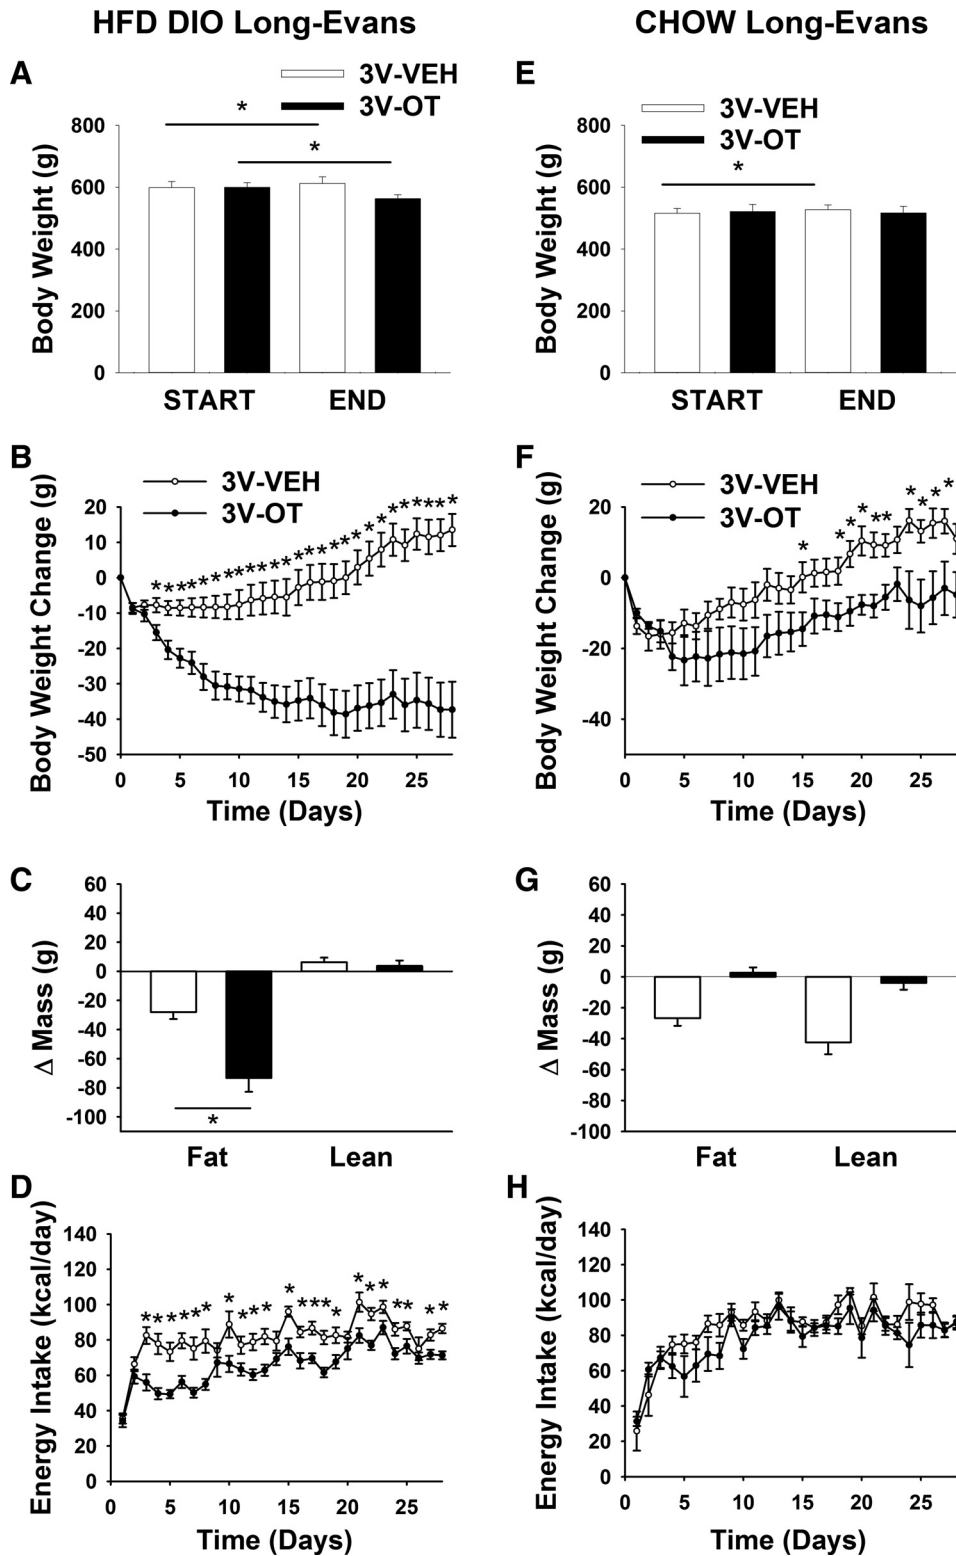 HFD DIO Long-Evans
CHOW Long-Evans
A
3V-VEH
3V-OT
*
*
Body Weight (g)
800
600
400
200
0
START
END
E
3V-VEH
3V-OT
*
Body Weight (g)
800
600
400
200
0
START
END
B
3V-VEH
3V-OT
**************************
Body Weight Change (g)
20
10
0
-10
-20
-30
-40
-50
0
5
10
15
20
25
Time (Days)
F
3V-VEH
3V-OT
* ***** ****
Body Weight Change (g)
20
0
-20
-40
0
5
10
15
20
25
Time (Days)
C
Δ Mass (g)
60
40
20
0
-20
-40
-60
-80
-100
*
Fat
Lean
G
Δ Mass (g)
60
40
20
0
-20
-40
-60
-80
-100
Fat
Lean
D
Energy Intake (kcal/day)
140
120
100
80
60
40
20
0
****** **** ***** ***** **
0
5
10
15
20
25
Time (Days)
H
Energy Intake (kcal/day)
140
120
100
80
60
40
20
0
0
5
10
15
20
25
Time (Days)